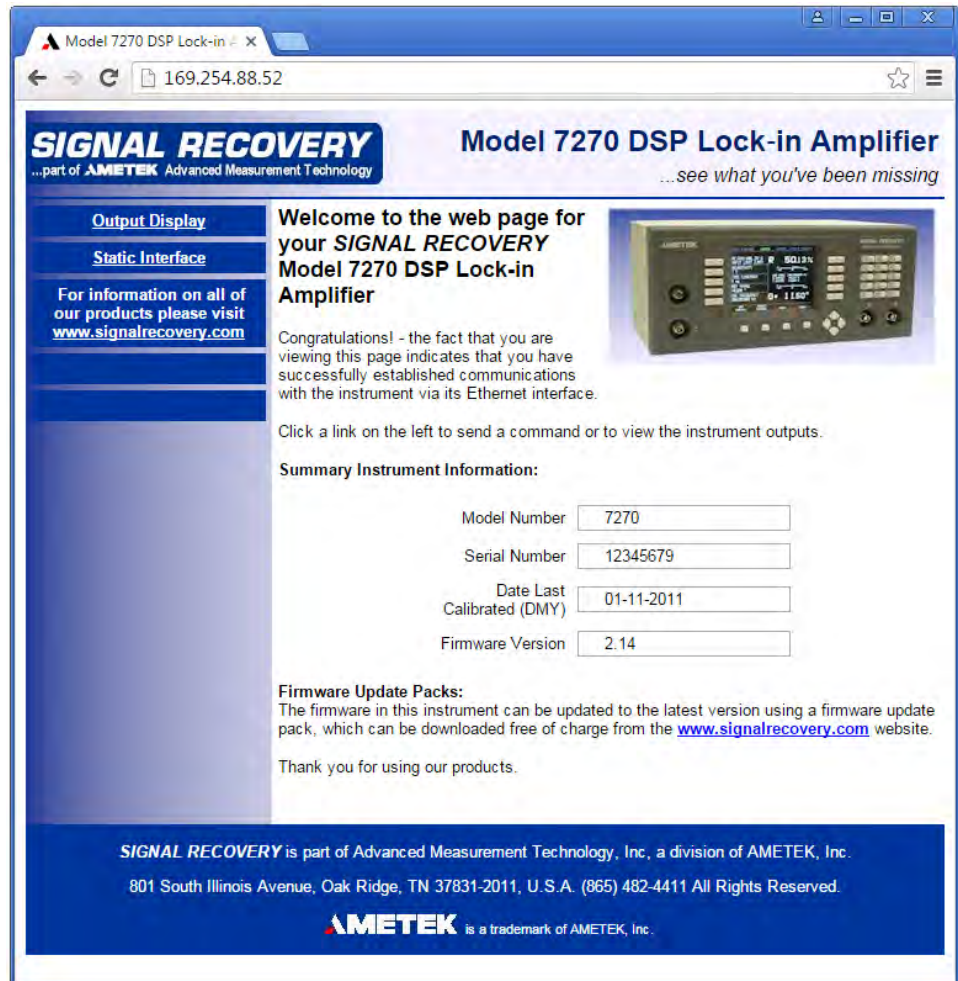 Model 7270 DSP Lock-in
169.254.88.52
SIGNAL RECOVERY
...part of AMETEK Advanced Measurement Technology
Model 7270 DSP Lock-in Amplifier
...see what you've been missing
Output Display
Static Interface
For information on all of
our products please visit
www.signalrecovery.com
Welcome to the web page for
your SIGNAL RECOVERY
Model 7270 DSP Lock-in
Amplifier
AMETEK
R 50.13%
Congratulations! - the fact that you are
viewing this page indicates that you have
successfully established communications
with the instrument via its Ethernet interface.
Click a link on the left to send a command or to view the instrument outputs.
Summary Instrument Information:
Model Number 7270
Serial Number 12345679
Date Last
Calibrated (DMY) 01-11-2011
Firmware Version 2.14
Firmware Update Packs:
The firmware in this instrument can be updated to the latest version using a firmware update
pack, which can be downloaded free of charge from the www.signalrecovery.com website.
Thank you for using our products.
SIGNAL RECOVERY is part of Advanced Measurement Technology, Inc, a division of AMETEK, Inc.
801 South Illinois Avenue, Oak Ridge, TN 37831-2011, U.S.A. (865) 482-4411 All Rights Reserved.
AMETEK is a trademark of AMETEK, Inc.